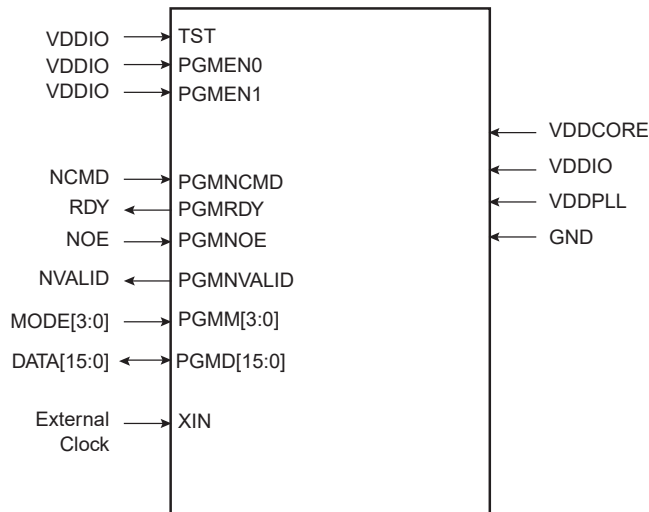 VDDIO TST
VDDIO PGMEN0
VDDIO PGMEN1
VDDCORE
VDDIO
NCMD PGMNCMD
VDDPLL
RDY PGMRDY
GND
NOE PGMNOE
NVALID PGMNVALID
MODE[3:0] PGMM[3:0]
DATA[15:0] PGMD[15:0]
External XIN
Clock